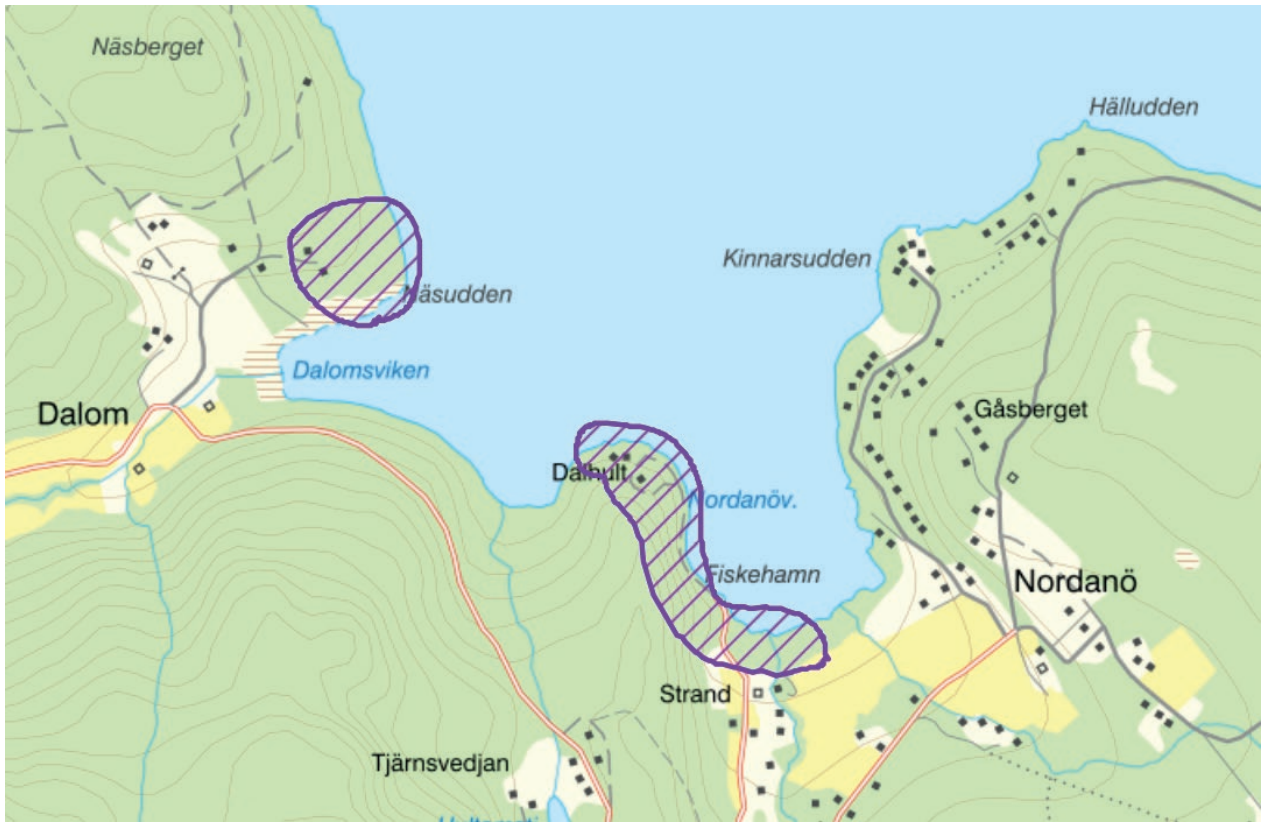 Näsberget
Hälludden
Kinnarsudden
Näsudden
Dalomsviken
Dalom
Gåsberget
Dalhult
Nordanöv.
Fiskehamn
Nordanö
Strand
Tjärnsvedjan